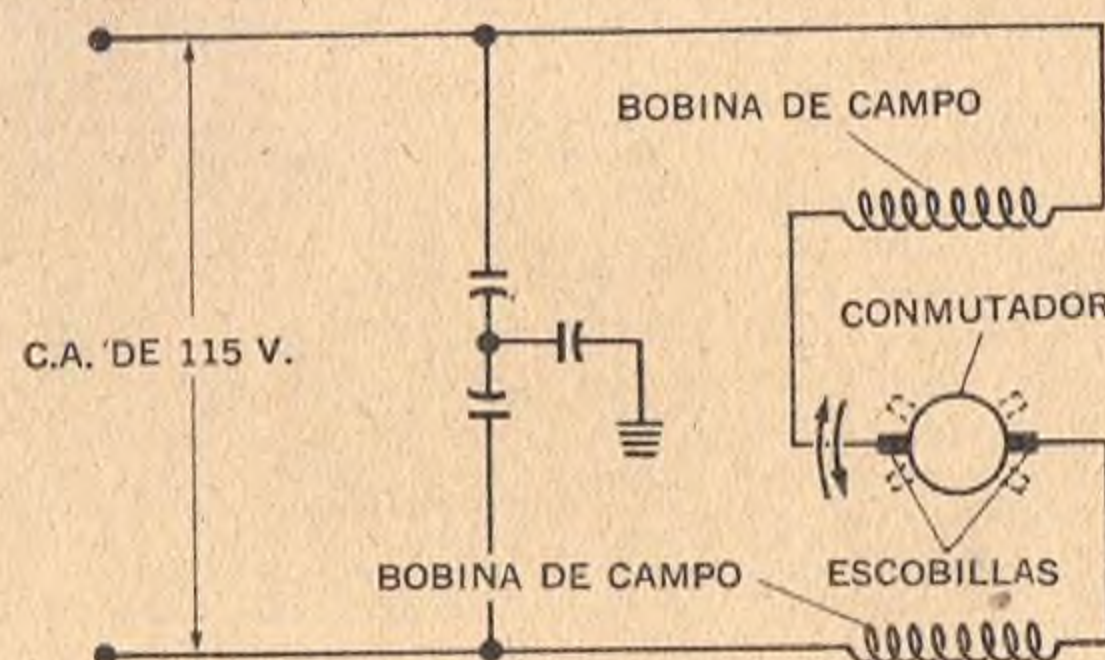 BOBINA DE CAMPO
CONMUTADOR
C.A. DE 115 V.
BOBINA DE CAMPO
ESCOBILLAS